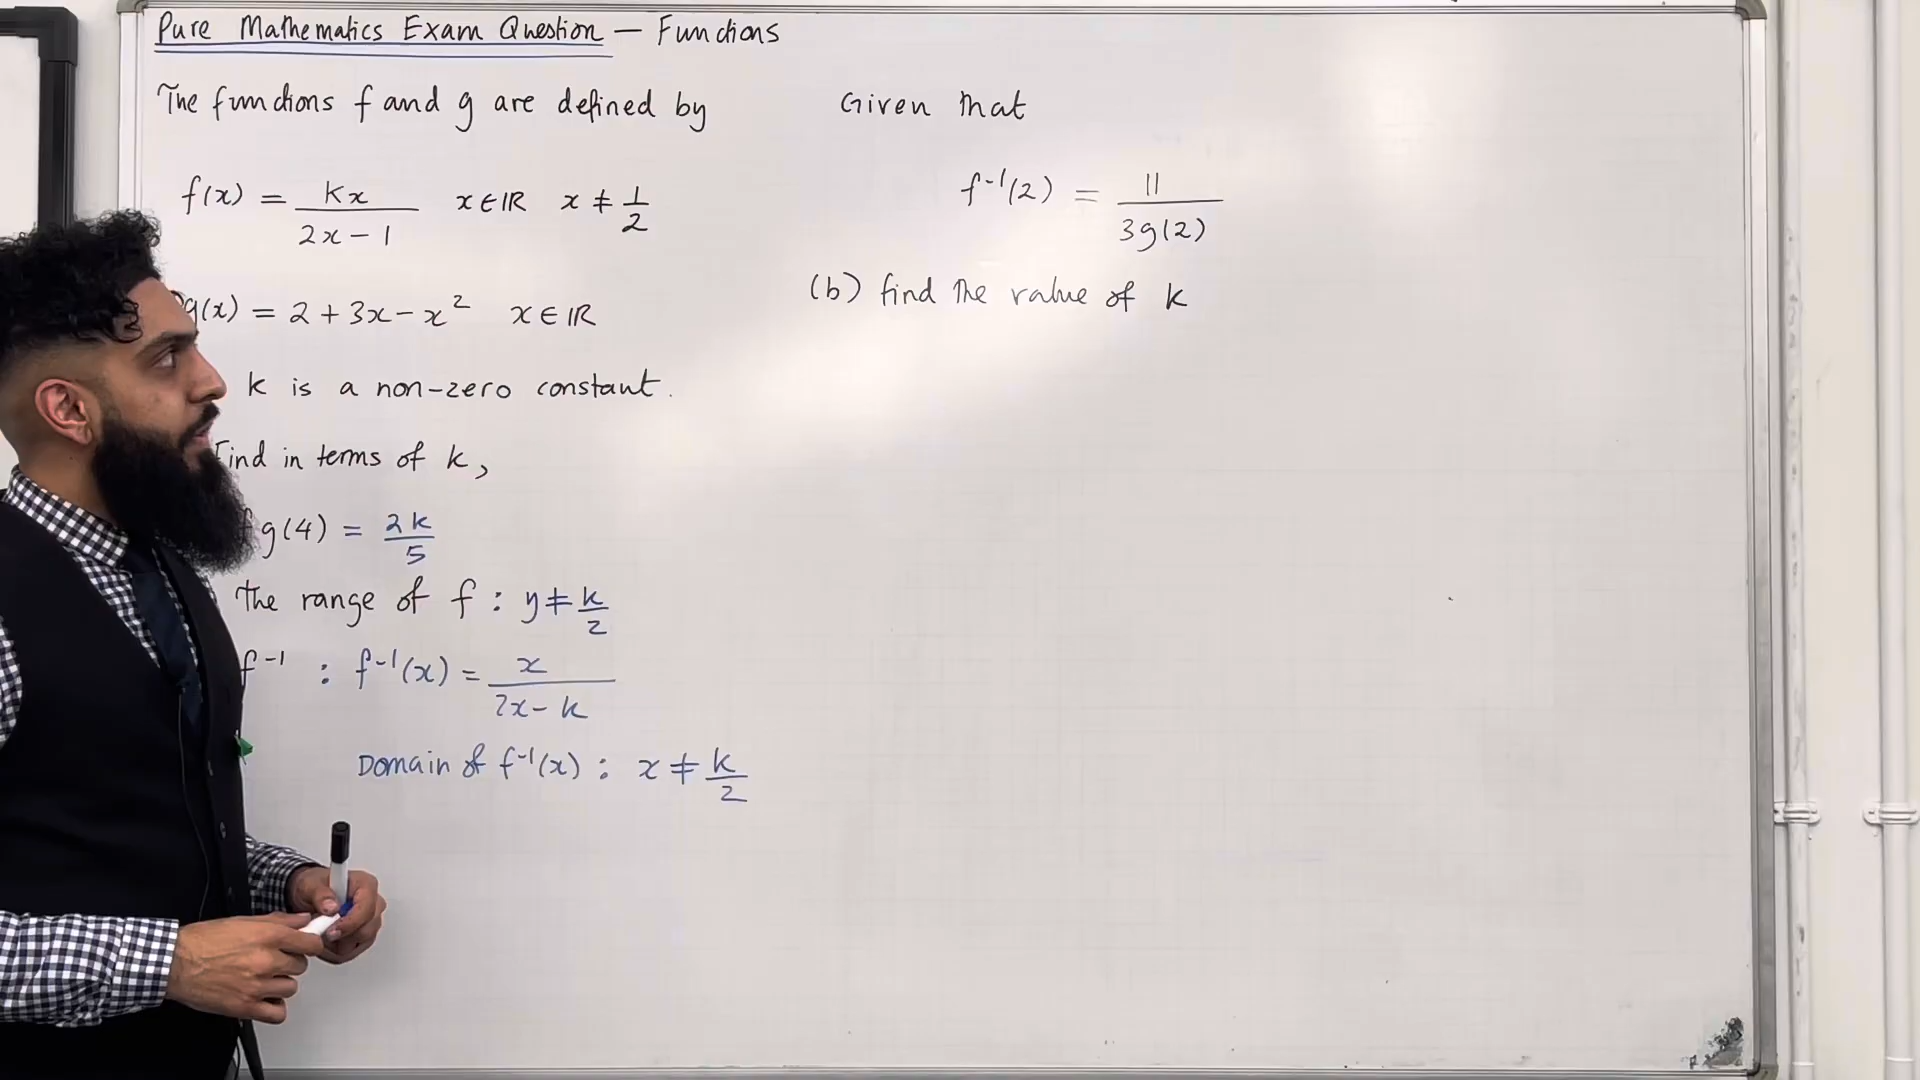 Pure Mathematics Exam Question — Functions
The functions f and g are defined by
f(x) = kx / (2x - 1) x ∈ ℝ x ≠ 1/2
g(x) = 2 + 3x - x² x ∈ ℝ
k is a non-zero constant.
Find in terms of k,
fg(4) = 2k/5
The range of f : y ≠ k/2
f⁻¹ : f⁻¹(x) = x / (2x - k)
Domain of f⁻¹(x) : x ≠ k/2
Given that
f⁻¹(2) = 11 / 3g(2)
(b) find the value of k